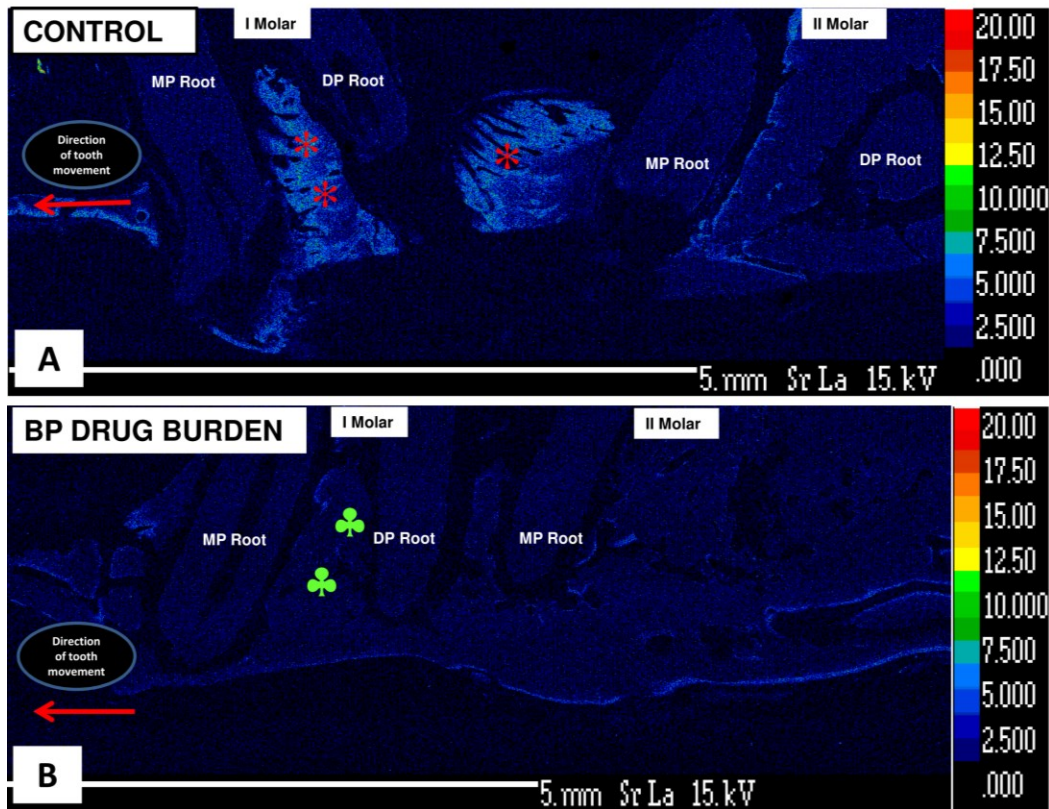 CONTROL
I Molar
II Molar
MP Root
DP Root
MP Root
DP Root
Direction
of tooth
movement
A
5.mm Sr La 15.kV
20.00
17.50
15.00
12.50
10.000
7.500
5.000
2.500
.000
BP DRUG BURDEN
I Molar
II Molar
MP Root
DP Root
MP Root
Direction
of tooth
movement
B
5.mm Sr La 15.kV
20.00
17.50
15.00
12.50
10.000
7.500
5.000
2.500
.000